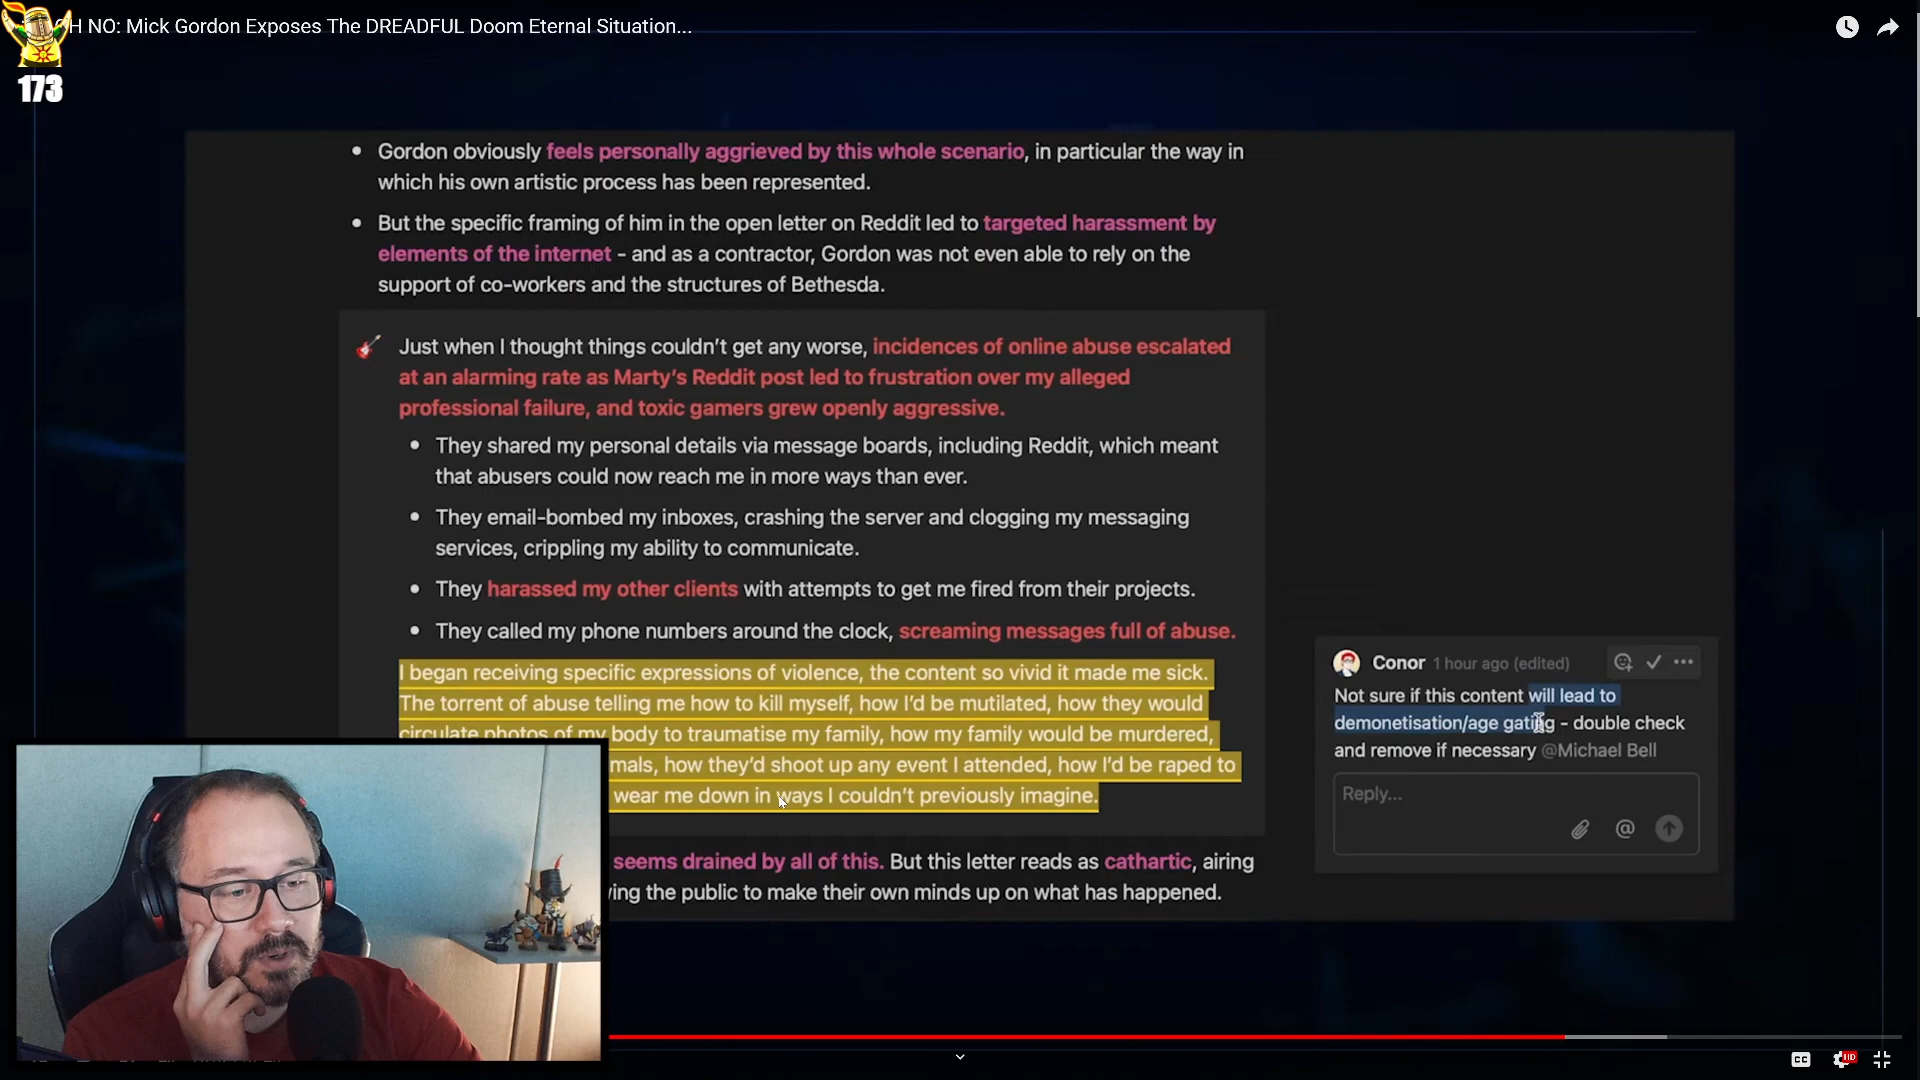 OH NO: Mick Gordon Exposes The DREADFUL Doom Eternal Situation...
173
Gordon obviously feels personally aggrieved by this whole scenario, in particular the way in
which his own artistic process has been represented.
But the specific framing of him in the open letter on Reddit led to targeted harassment by
elements of the internet - and as a contractor, Gordon was not even able to rely on the
support of co-workers and the structures of Bethesda.
Just when I thought things couldn't get any worse, incidences of online abuse escalated
at an alarming rate as Marty's Reddit post led to frustration over my alleged
professional failure, and toxic gamers grew openly aggressive.
They shared my personal details via message boards, including Reddit, which meant
that abusers could now reach me in more ways than ever.
They email-bombed my inboxes, crashing the server and clogging my messaging
services, crippling my ability to communicate.
They harassed my other clients with attempts to get me fired from their projects.
They called my phone numbers around the clock, screaming messages full of abuse.
I began receiving specific expressions of violence, the content so vivid it made me sick.
The torrent of abuse telling me how to kill myself, how I'd be mutilated, how they would
circulate photos of my body to traumatise my family, how my family would be murdered,
mals, how they'd shoot up any event I attended, how I'd be raped to
wear me down in ways I couldn't previously imagine.
seems drained by all of this. But this letter reads as cathartic, airing
ving the public to make their own minds up on what has happened.
Conor 1 hour ago (edited)
Not sure if this content will lead to
demonetisation/age gating - double check
and remove if necessary @Michael Bell
Reply...
CC
HD